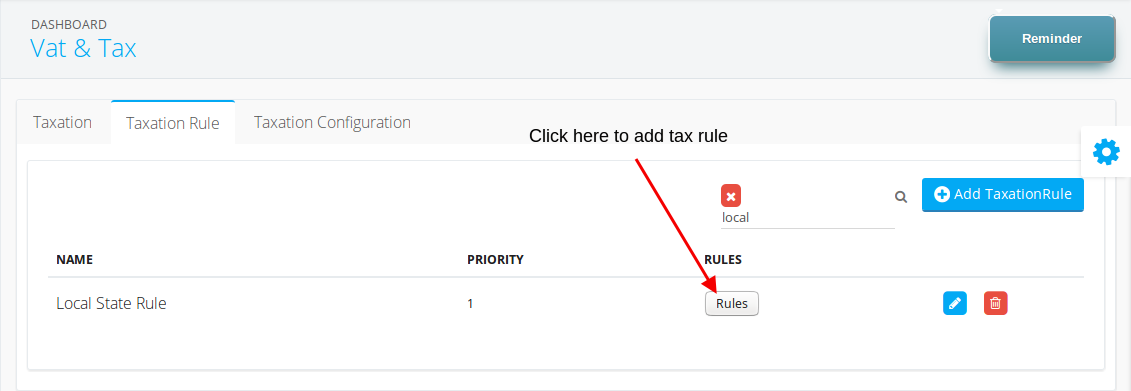 DASHBOARD
Vat & Tax
Reminder
Taxation
Taxation Rule
Taxation Configuration
Click here to add tax rule
local
Add TaxationRule
NAME
PRIORITY
RULES
Local State Rule
1
Rules